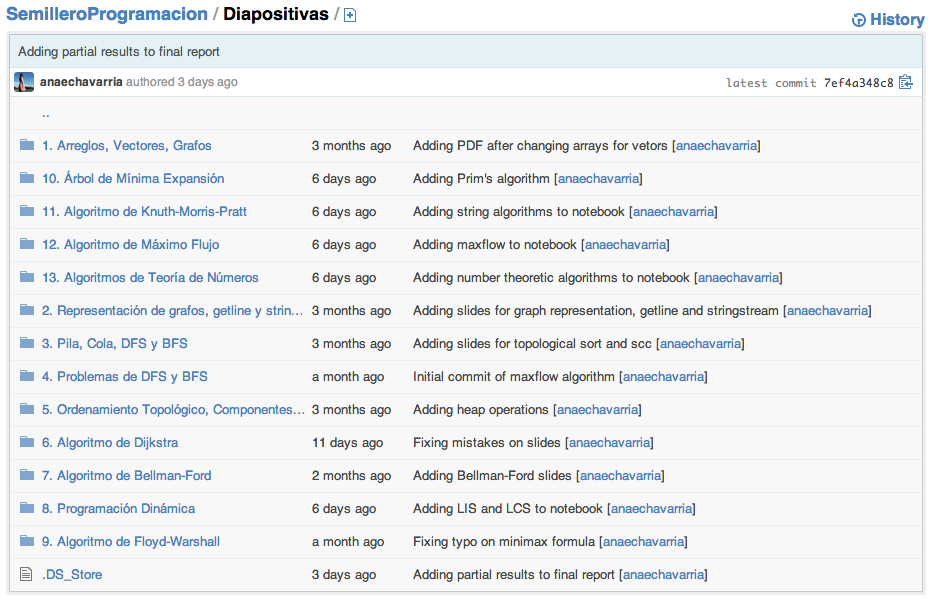 SemilleroProgramacion / Diapositivas /
History
Adding partial results to final report
anaechavarria authored 3 days ago latest commit 7ef4a348c8
..
1. Arreglos, Vectores, Grafos 3 months ago Adding PDF after changing arrays for vetors [anaechavarria]
10. Árbol de Mínima Expansión 6 days ago Adding Prim's algorithm [anaechavarria]
11. Algoritmo de Knuth-Morris-Pratt 6 days ago Adding string algorithms to notebook [anaechavarria]
12. Algoritmo de Máximo Flujo 6 days ago Adding maxflow to notebook [anaechavarria]
13. Algoritmos de Teoría de Números 6 days ago Adding number theoretic algorithms to notebook [anaechavarria]
2. Representación de grafos, getline y strin... 3 months ago Adding slides for graph representation, getline and stringstream [anaechavarria]
3. Pila, Cola, DFS y BFS 3 months ago Adding slides for topological sort and scc [anaechavarria]
4. Problemas de DFS y BFS a month ago Initial commit of maxflow algorithm [anaechavarria]
5. Ordenamiento Topológico, Componentes... 3 months ago Adding heap operations [anaechavarria]
6. Algoritmo de Dijkstra 11 days ago Fixing mistakes on slides [anaechavarria]
7. Algoritmo de Bellman-Ford 2 months ago Adding Bellman-Ford slides [anaechavarria]
8. Programación Dinámica 6 days ago Adding LIS and LCS to notebook [anaechavarria]
9. Algoritmo de Floyd-Warshall a month ago Fixing typo on minimax formula [anaechavarria]
.DS_Store 3 days ago Adding partial results to final report [anaechavarria]